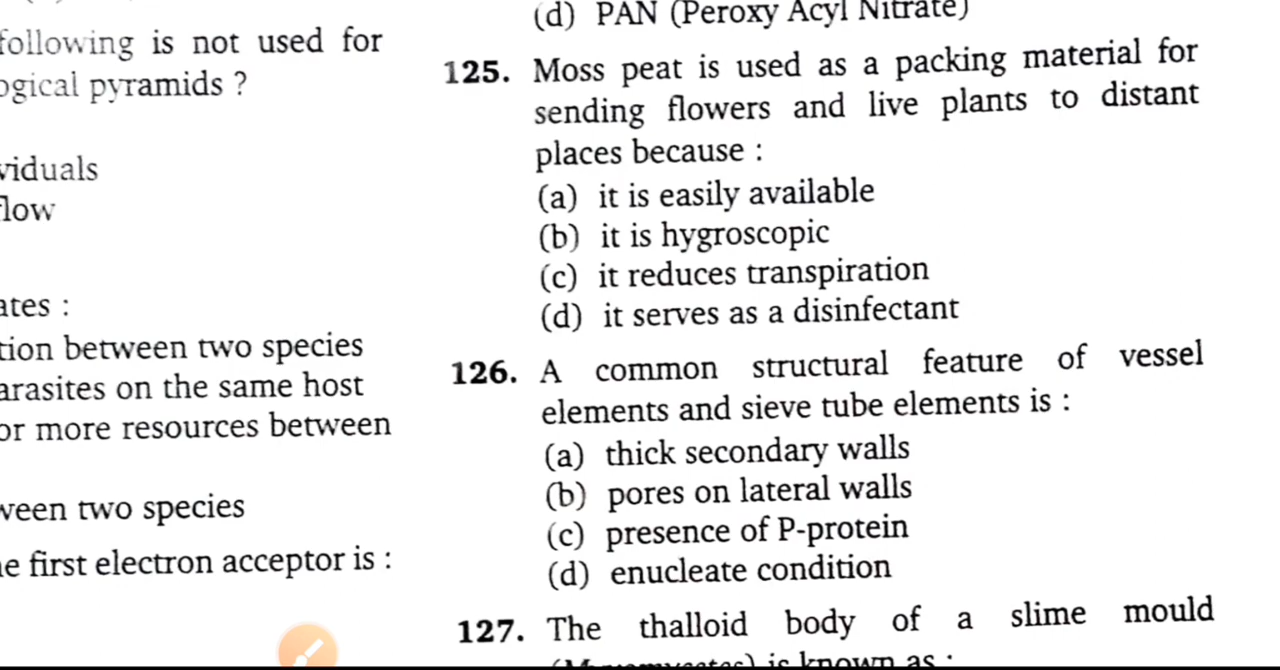 following is not used for
ogical pyramids ?
viduals
flow
ates :
tion between two species
arasites on the same host
or more resources between
ween two species
e first electron acceptor is :
(d) PAN (Peroxy Acyl Nitrate)
125. Moss peat is used as a packing material for
sending flowers and live plants to distant
places because :
(a) it is easily available
(b) it is hygroscopic
(c) it reduces transpiration
(d) it serves as a disinfectant
126. A common structural feature of vessel
elements and sieve tube elements is :
(a) thick secondary walls
(b) pores on lateral walls
(c) presence of P-protein
(d) enucleate condition
127. The thalloid body of a slime mould
is known as :